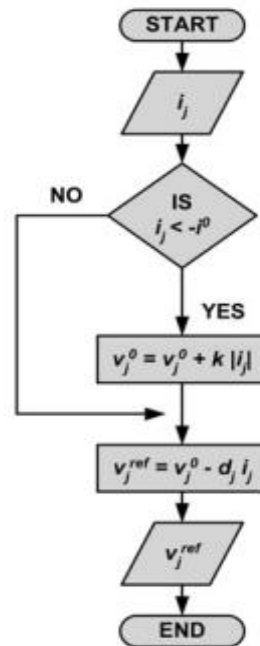 START
i_j
NO
IS
i_j < -i^0
YES
v_j^0 = v_j^0 + k |i_j|
v_j^ref = v_j^0 - d_j i_j
v_j^ref
END